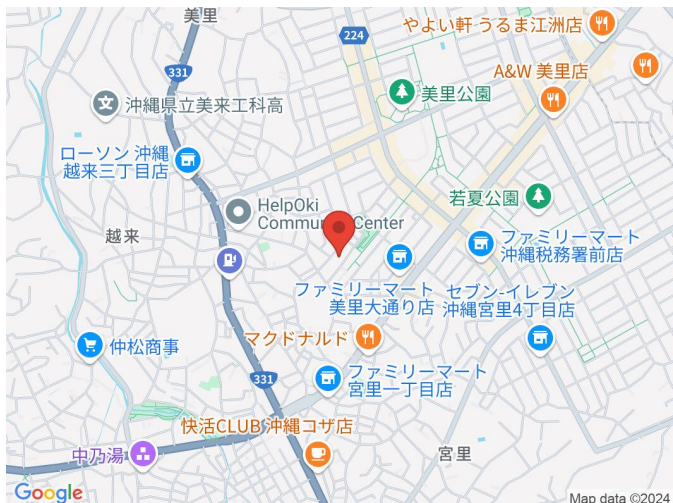 美里
やよい軒 うるま江洲店
224
331
A&W 美里店
美里公園
沖縄県立美来工科高
ローソン 沖縄
越来三丁目店
HelpOki
Community Center
若夏公園
越来
ファミリーマート
沖縄税務署前店
ファミリーマート
美里大通り店
セブン-イレブン
沖縄宮里4丁目店
マクドナルド
仲松商事
ファミリーマート
宮里一丁目店
331
快活CLUB 沖縄コザ店
中乃湯
宮里
Google
Map data ©2024